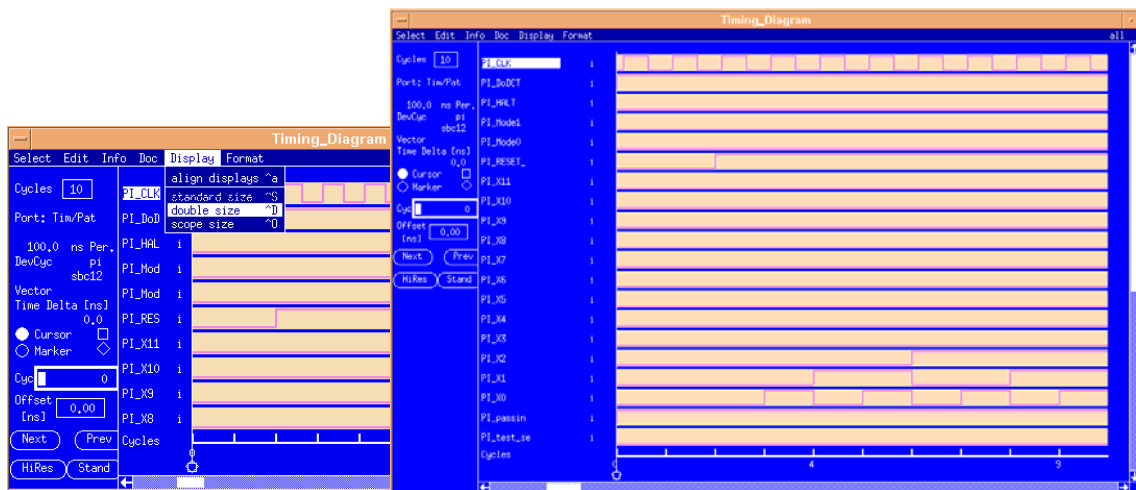 Timing_Diagram
Select Edit Info Doc Display Format
align displays ^a
standard size ^S
double size ^D
scope size ^O
Cycles 10
Port: Tim/Pat
100.0 ns Per.
DevCyc pi
sbc12
Vector
Time Delta [ns]
0.0
Cursor
Marker
Cyc 0
Offset
[ns] 0.00
Next Prev
HiRes Stand
PI_CLK
PI_DoD
PI_HAL i
PI_Mod i
PI_Mod i
PI_RES i
PI_X11 i
PI_X10 i
PI_X9 i
PI_X8 i
Cycles
0
Timing_Diagram
Select Edit Info Doc Display Format all
Cycles 10
Port: Tim/Pat
100.0 ns Per.
DevCyc pi
sbc12
Vector
Time Delta [ns]
0.0
Cursor
Marker
Cyc 0
Offset
[ns] 0.00
Next Prev
HiRes Stand
PI_CLK i
PI_DoDCT i
PI_HALT i
PI_Mode1 i
PI_Mode0 i
PI_RESET_ i
PI_X11 i
PI_X10 i
PI_X9 i
PI_X8 i
PI_X7 i
PI_X6 i
PI_X5 i
PI_X4 i
PI_X3 i
PI_X2 i
PI_X1 i
PI_X0 i
PI_passin i
PI_test_se i
Cycles
0 4 9